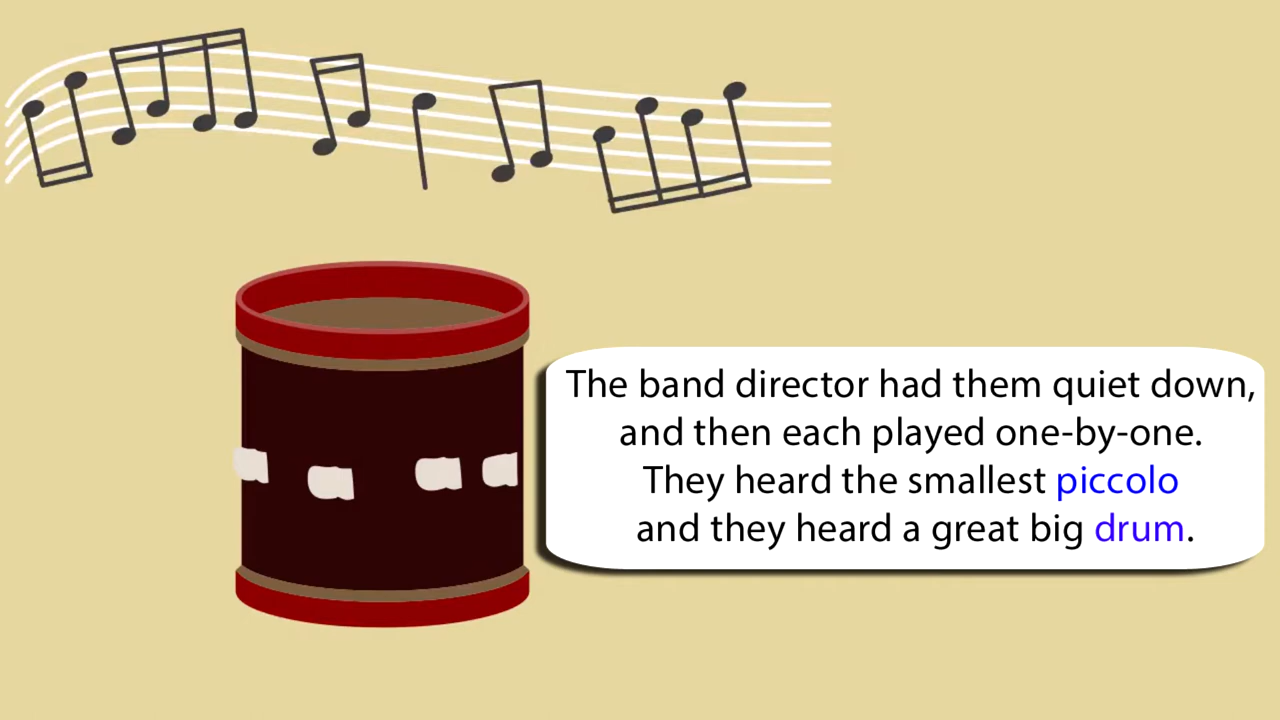 The band director had them quiet down,
and then each played one-by-one.
They heard the smallest piccolo
and they heard a great big drum.